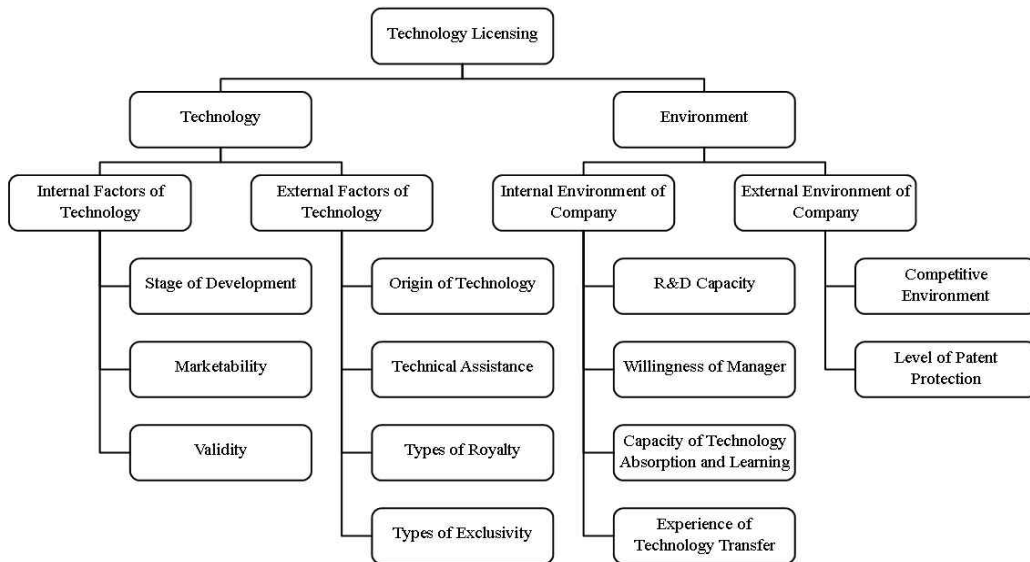 Technology Licensing
Technology
Environment
Internal Factors of
Technology
External Factors of
Technology
Internal Environment of
Company
External Environment of
Company
Stage of Development
Origin of Technology
R&D Capacity
Competitive
Environment
Marketability
Technical Assistance
Willingness of Manager
Level of Patent
Protection
Validity
Types of Royalty
Capacity of Technology
Absorption and Learning
Types of Exclusivity
Experience of
Technology Transfer